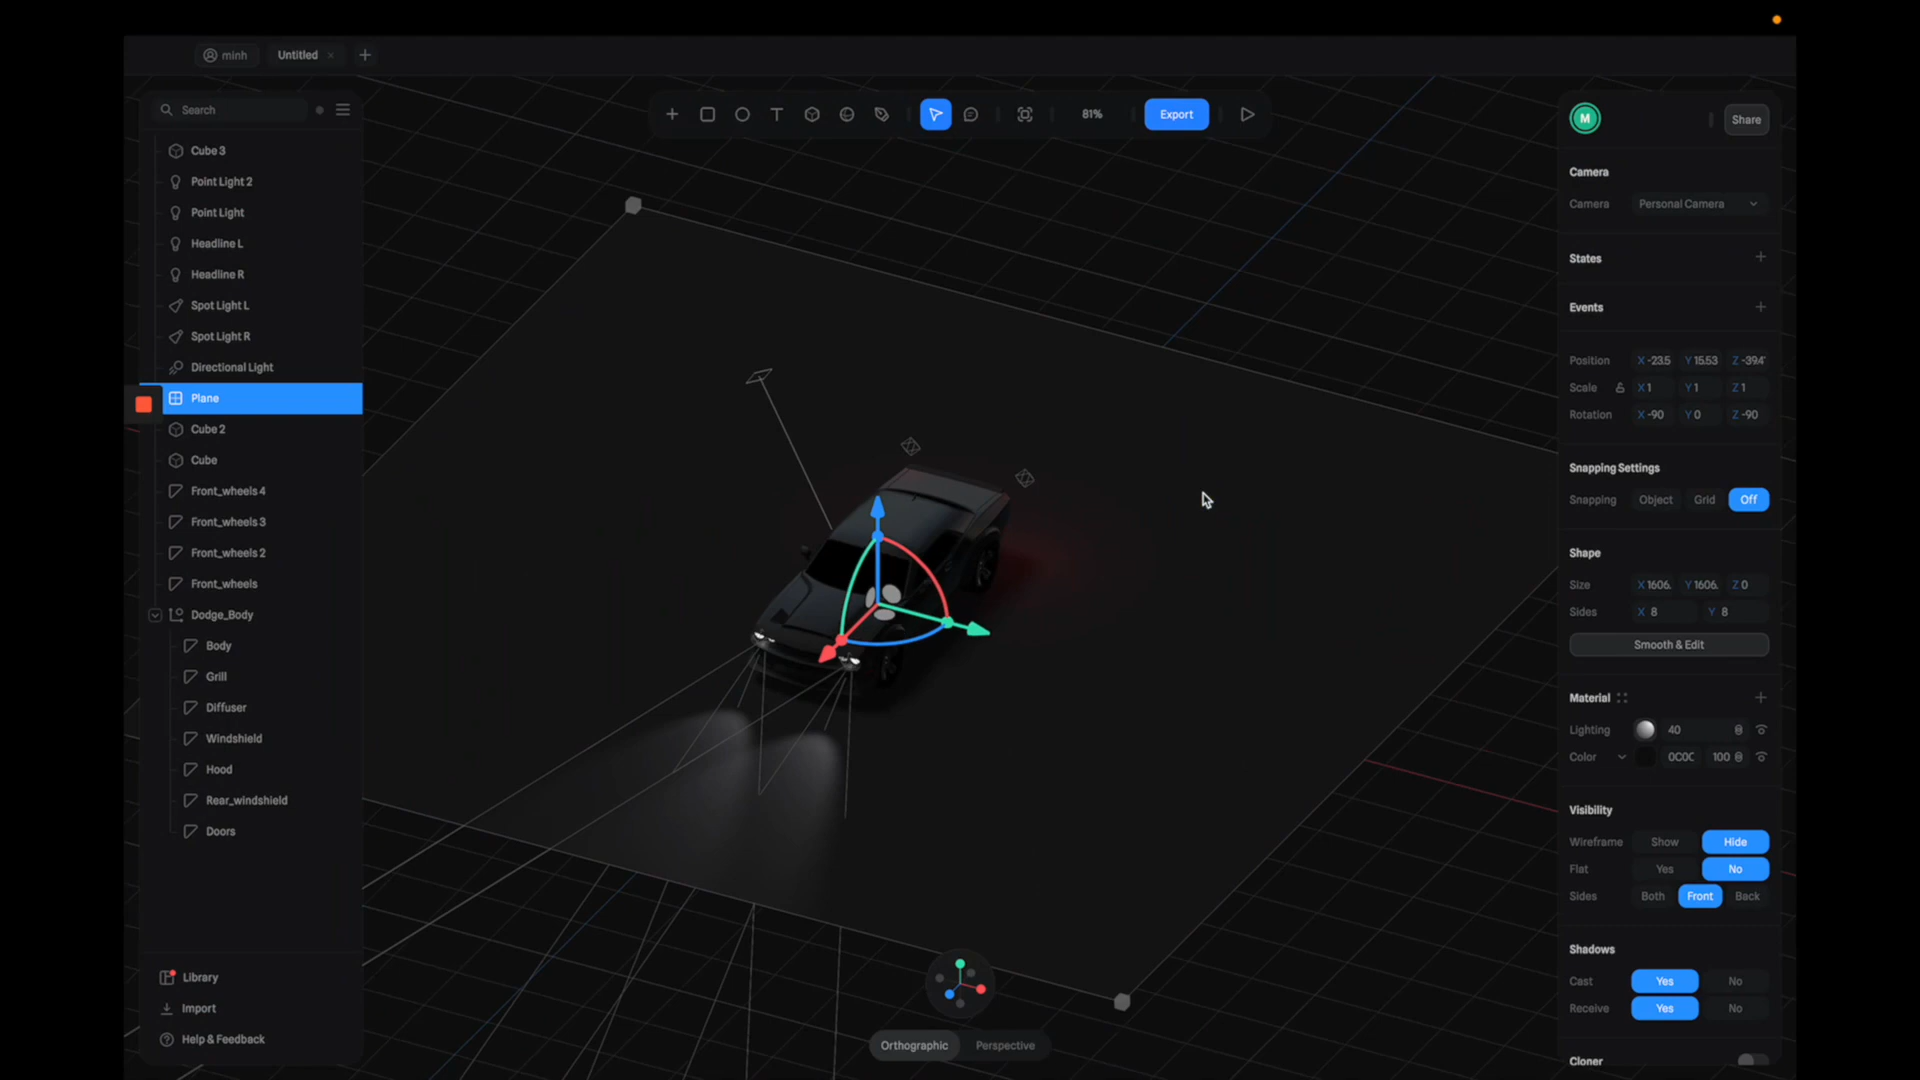 minh
Untitled
Search
81%
Export
M
Share
Cube 3
Point Light 2
Point Light
Headline L
Headline R
Spot Light L
Spot Light R
Directional Light
Plane
Cube 2
Cube
Front_wheels 4
Front_wheels 3
Front_wheels 2
Front_wheels
Dodge_Body
Body
Grill
Diffuser
Windshield
Hood
Rear_windshield
Doors
Library
Import
Help & Feedback
Orthographic Perspective
Camera
Camera Personal Camera
States
Events
Position X -23.5 Y 15.53 Z -39.4
Scale X 1 Y 1 Z 1
Rotation X -90 Y 0 Z -90
Snapping Settings
Snapping Object Grid Off
Shape
Size X 1606. Y 1606. Z 0
Sides X 8 Y 8
Smooth & Edit
Material
Lighting 40
Color 0C0C 100
Visibility
Wireframe Show Hide
Flat Yes No
Sides Both Front Back
Shadows
Cast Yes No
Receive Yes No
Cloner